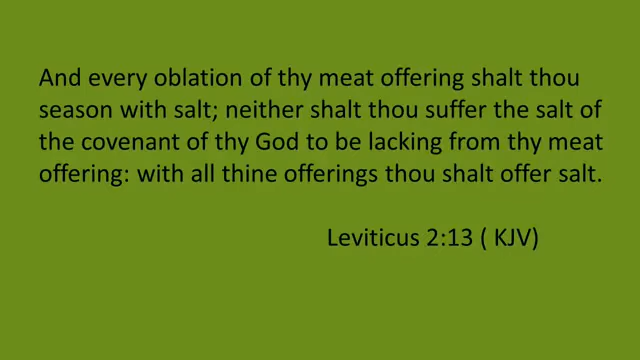 And every oblation of thy meat offering shalt thou
season with salt; neither shalt thou suffer the salt of
the covenant of thy God to be lacking from thy meat
offering: with all thine offerings thou shalt offer salt.
Leviticus 2:13 ( KJV)